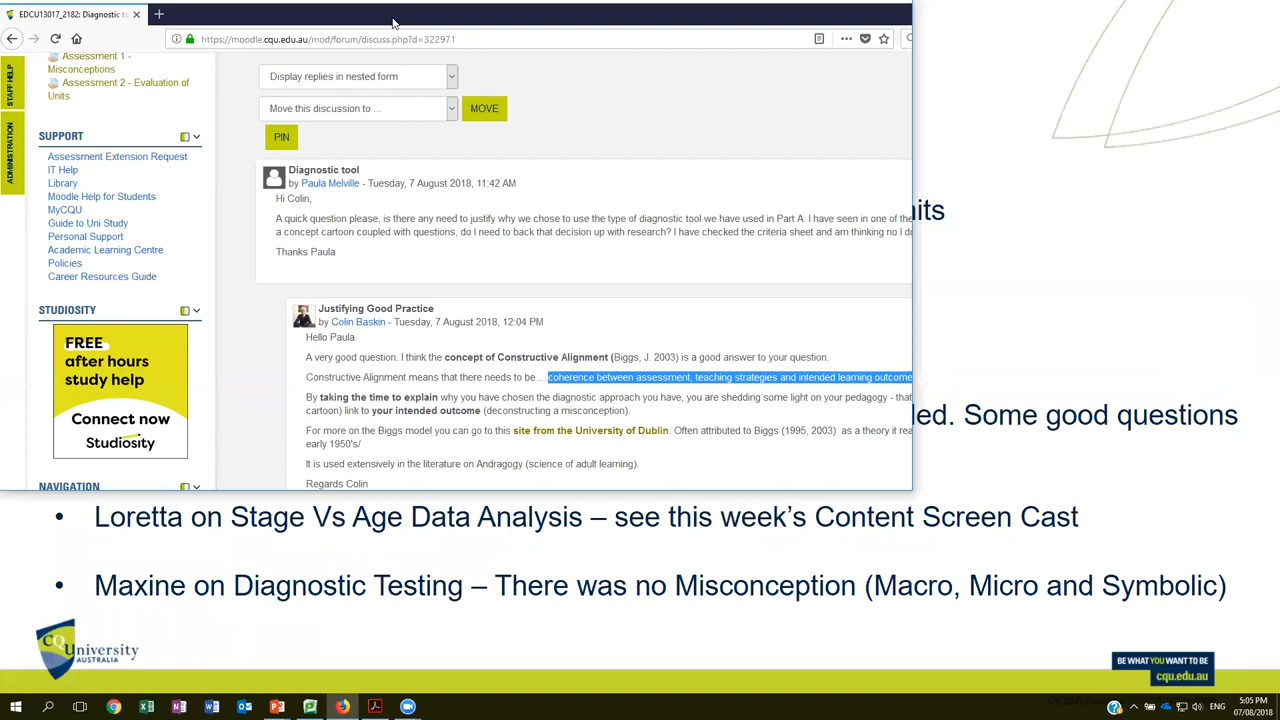 EDCU13017_2182: Diagnostic to
https://moodle.cqu.edu.au/mod/forum/discuss.php?d=322971
STAFF HELP
ADMINISTRATION
Assessment 1 -
Misconceptions
Assessment 2 - Evaluation of
Units
SUPPORT
Assessment Extension Request
IT Help
Library
Moodle Help for Students
MyCQU
Guide to Uni Study
Personal Support
Academic Learning Centre
Policies
Career Resources Guide
STUDIOSITY
FREE
after hours
study help
Connect now
Studiosity
NAVIGATION
Display replies in nested form
Move this discussion to ...
MOVE
PIN
Diagnostic tool
by Paula Melville - Tuesday, 7 August 2018, 11:42 AM
Hi Colin,
A quick question please, is there any need to justify why we chose to use the type of diagnostic tool we have used in Part A. I have seen in one of the
a concept cartoon coupled with questions, do I need to back that decision up with research? I have checked the criteria sheet and am thinking no I d
Thanks Paula
Justifying Good Practice
by Colin Baskin - Tuesday, 7 August 2018, 12:04 PM
Hello Paula.
A very good question. I think the concept of Constructive Alignment (Biggs, J. 2003) is a good answer to your question.
Constructive Alignment means that there needs to be ... coherence between assessment, teaching strategies and intended learning outcome
By taking the time to explain why you have chosen the diagnostic approach you have, you are shedding some light on your pedagogy - that
cartoon) link to your intended outcome (deconstructing a misconception).
For more on the Biggs model you can go to this site from the University of Dublin. Often attributed to Biggs (1995, 2003) as a theory it rea
early 1950's/
It is used extensively in the literature on Andragogy (science of adult learning).
Regards Colin
its
led. Some good questions
• Loretta on Stage Vs Age Data Analysis – see this week's Content Screen Cast
• Maxine on Diagnostic Testing – There was no Misconception (Macro, Micro and Symbolic)
CQUniversity
AUSTRALIA
BE WHAT YOU WANT TO BE
cqu.edu.au
ENG
5:05 PM
07/08/2018